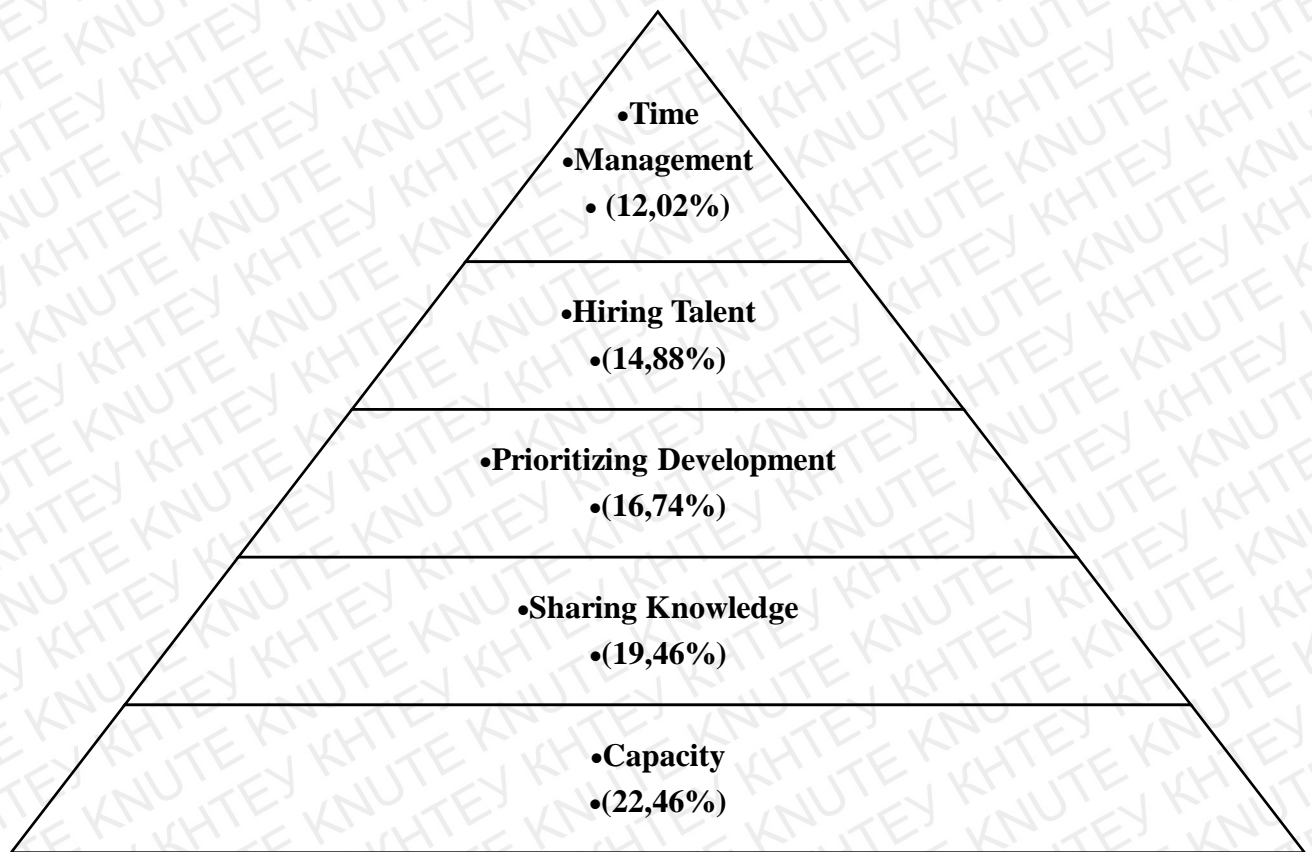 •Time
•Management
• (12,02%)
•Hiring Talent
•(14,88%)
•Prioritizing Development
•(16,74%)
•Sharing Knowledge
•(19,46%)
•Capacity
•(22,46%)